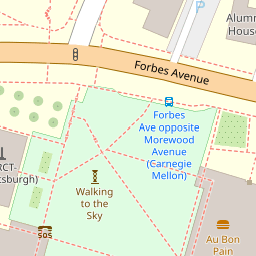 Alumn
House
Forbes Avenue
Forbes
Ave opposite
Morewood
Avenue
(Carnegie
Mellon)
RCT-
tsburgh)
Walking
to the
Sky
SOS
Au Bon
Pain